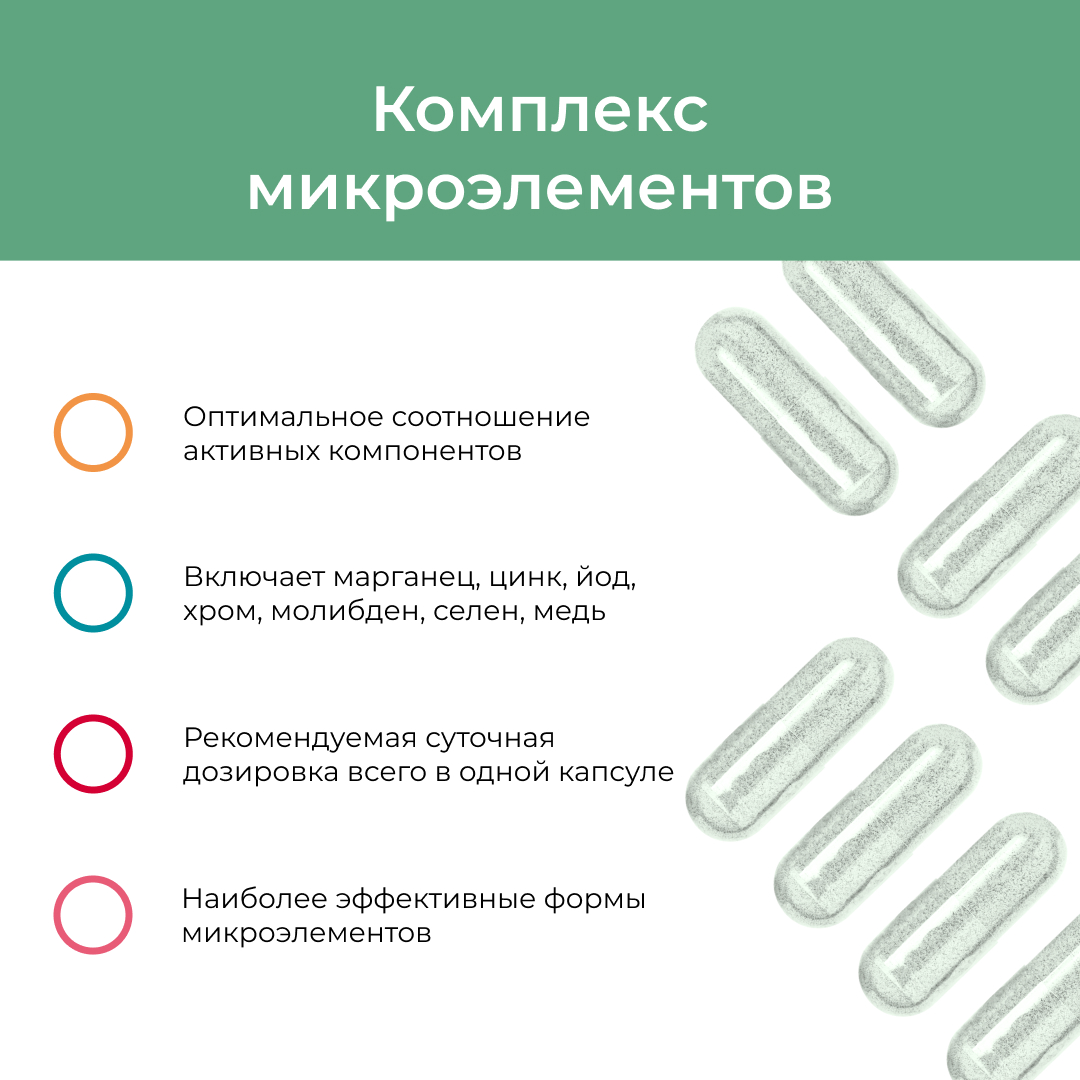 Комплекс
микроэлементов
Оптимальное соотношение
активных компонентов
Включает марганец, цинк, йод,
хром, молибден, селен, медь
Рекомендуемая суточная
дозировка всего в одной капсуле
Наиболее эффективные формы
микроэлементов